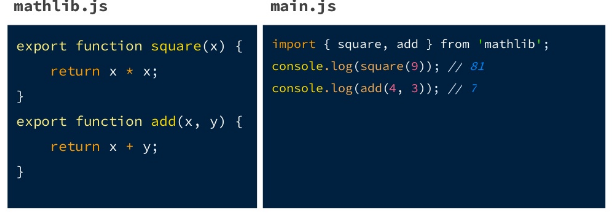 mathlib.js
export function square(x) {
    return x * x;
}
export function add(x, y) {
    return x + y;
}
main.js
import { square, add } from 'mathlib';
console.log(square(9)); // 81
console.log(add(4, 3)); // 7